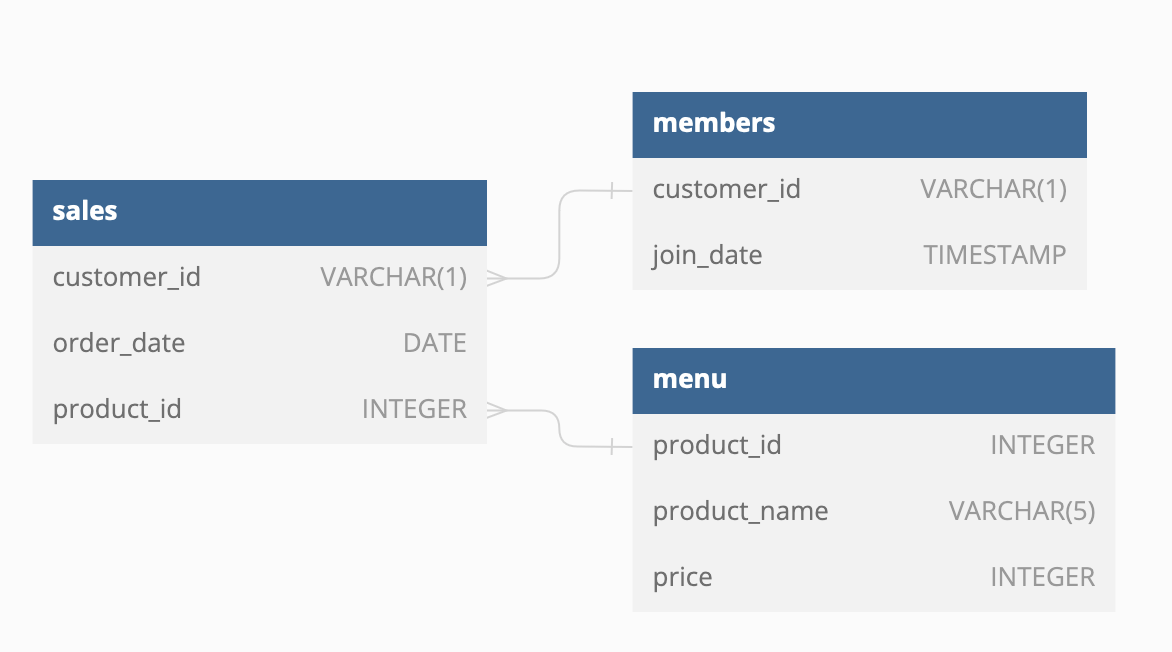 sales
customer_id VARCHAR(1)
order_date DATE
product_id INTEGER
members
customer_id VARCHAR(1)
join_date TIMESTAMP
menu
product_id INTEGER
product_name VARCHAR(5)
price INTEGER